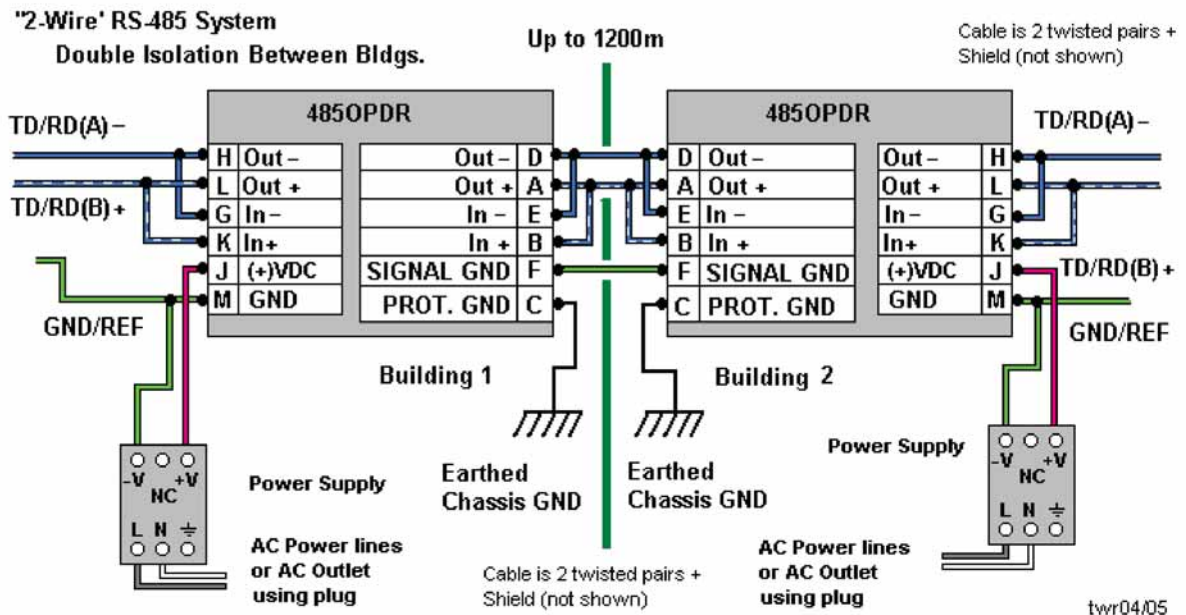 "2-Wire' RS-485 System
Double Isolation Between Bldgs.
Up to 1200m
Cable is 2 twisted pairs +
Shield (not shown)
TD/RD(A) –
TD/RD(B) +
GND/REF
485OPDR
H Out –
L Out +
G In –
K In+
J (+)VDC
M GND
Out – D
Out + A
In – E
In + B
SIGNAL GND F
PROT. GND C
485OPDR
D Out –
A Out +
E In –
B In +
F SIGNAL GND
C PROT. GND
Out – H
Out + L
In – G
In+ K
(+)VDC J
GND M
TD/RD(A) –
TD/RD(B) +
GND/REF
Building 1
Building 2
Earthed
Chassis GND
Earthed
Chassis GND
-V +V
NC
L N
Power Supply
AC Power lines
or AC Outlet
using plug
Cable is 2 twisted pairs +
Shield (not shown)
Power Supply
-V +V
NC
L N
AC Power lines
or AC Outlet
using plug
twr04/05